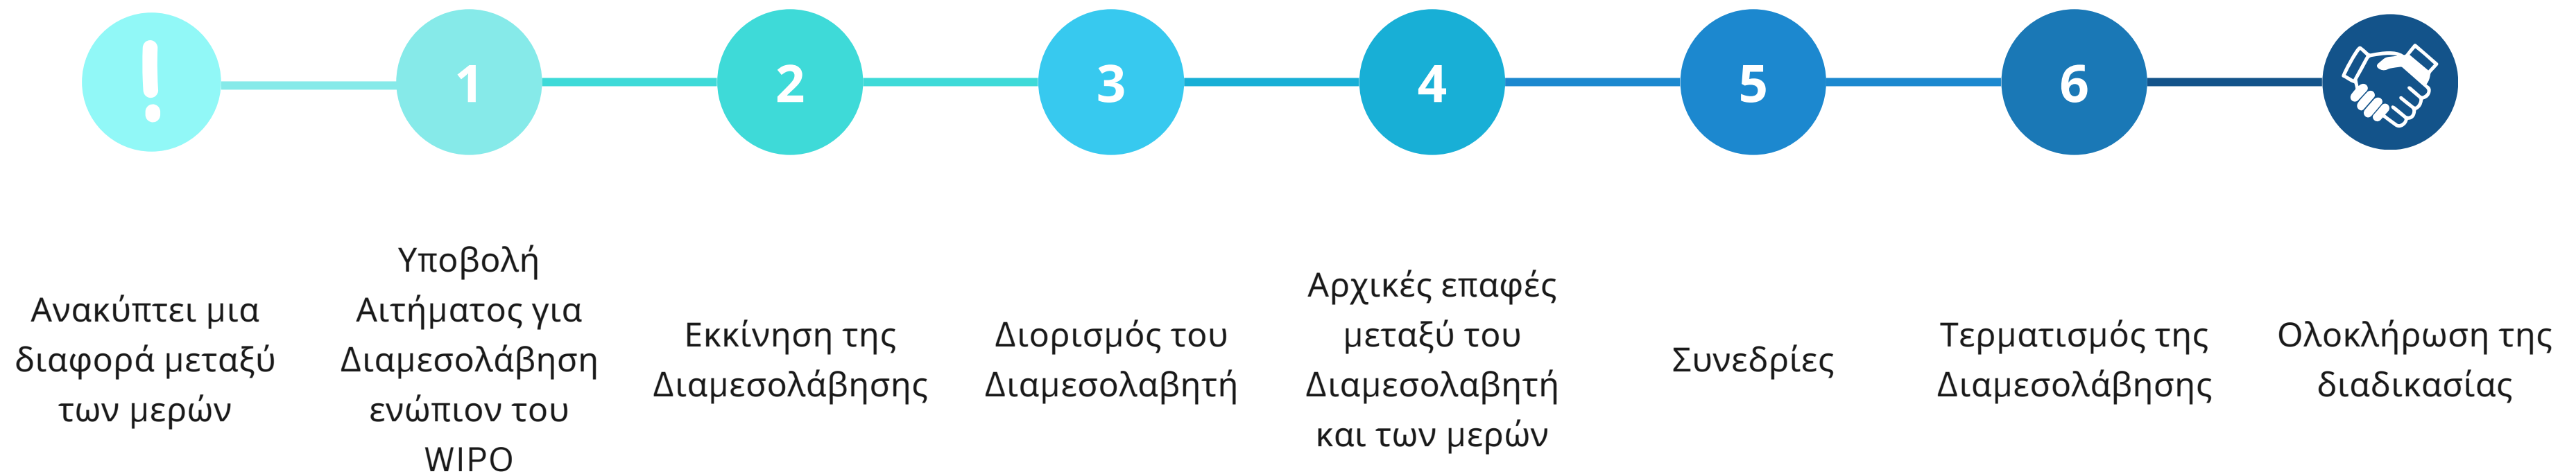 !
1
2
3
4
5
6
Ανακύπτει μια
διαφορά μεταξύ
των μερών
Υποβολή
Αιτήματος για
Διαμεσολάβηση
ενώπιον του
WIPO
Εκκίνηση της
Διαμεσολάβησης
Διορισμός του
Διαμεσολαβητή
Αρχικές επαφές
μεταξύ του
Διαμεσολαβητή
και των μερών
Συνεδρίες
Τερματισμός της
Διαμεσολάβησης
Ολοκλήρωση της
διαδικασίας